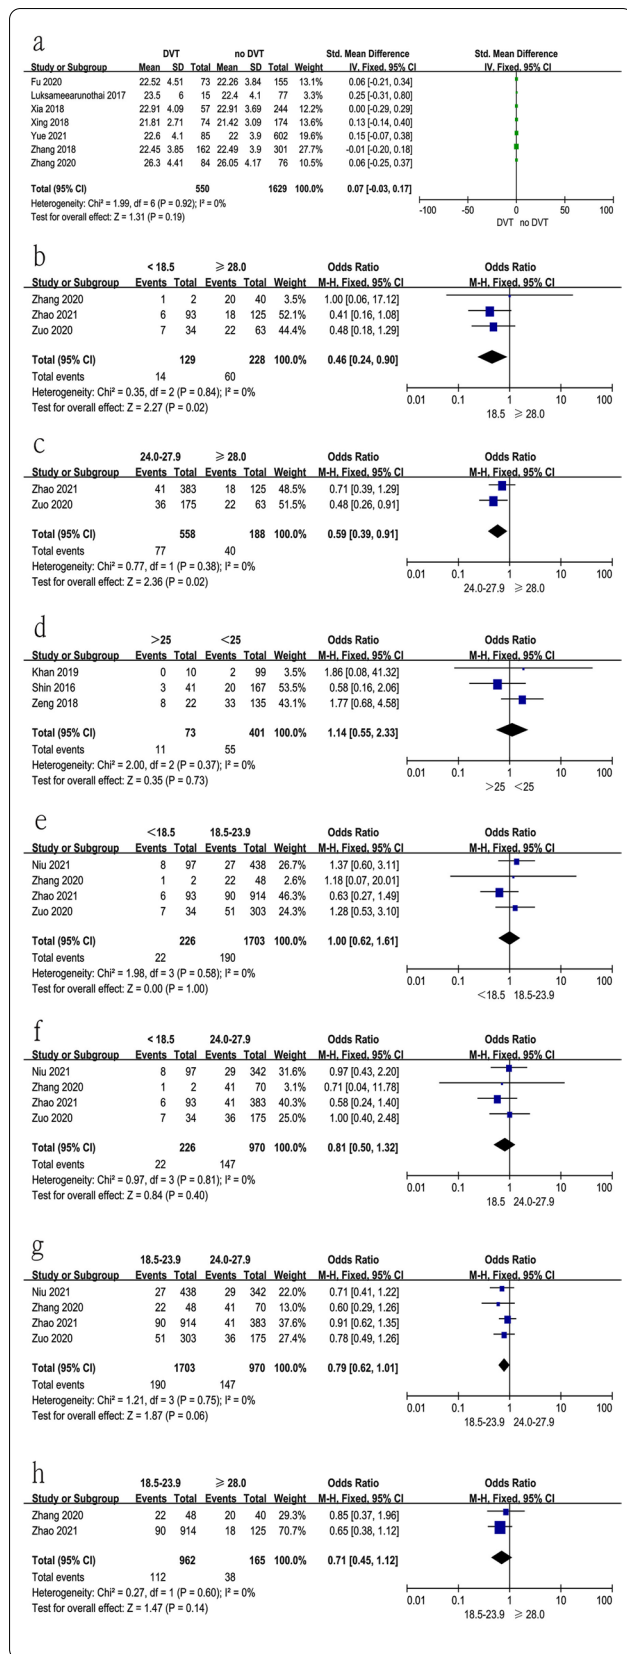 a
DVT no DVT Std. Mean Difference Std. Mean Difference
Study or Subgroup Mean SD Total Mean SD Total Weight IV, Fixed, 95% CI IV, Fixed, 95% CI
Fu 2020 22.52 4.51 73 22.26 3.84 155 13.1% 0.06 [-0.21, 0.34]
Luksameearunothai 2017 23.5 6 15 22.4 4.1 77 3.3% 0.25 [-0.31, 0.80]
Xia 2018 22.91 4.09 57 22.91 3.69 244 12.2% 0.00 [-0.29, 0.29]
Xing 2018 21.81 2.71 74 21.42 3.09 174 13.7% 0.13 [-0.14, 0.40]
Yue 2021 22.6 4.1 85 22 3.9 602 19.6% 0.15 [-0.07, 0.38]
Zhang 2018 22.45 3.85 162 22.49 3.9 301 27.7% -0.01 [-0.20, 0.18]
Zhang 2020 26.3 4.41 84 26.05 4.17 76 10.5% 0.06 [-0.25, 0.37]
Total (95% CI) 550 1629 100.0% 0.07 [-0.03, 0.17]
Heterogeneity: Chi² = 1.99, df = 6 (P = 0.92); I² = 0%
Test for overall effect: Z = 1.31 (P = 0.19)
-100 -50 0 50 100
DVT no DVT
b
< 18.5 ≥ 28.0 Odds Ratio Odds Ratio
Study or Subgroup Events Total Events Total Weight M-H, Fixed, 95% CI M-H, Fixed, 95% CI
Zhang 2020 1 2 20 40 3.5% 1.00 [0.06, 17.12]
Zhao 2021 6 93 18 125 52.1% 0.41 [0.16, 1.08]
Zuo 2020 7 34 22 63 44.4% 0.48 [0.18, 1.29]
Total (95% CI) 129 228 100.0% 0.46 [0.24, 0.90]
Total events 14 60
Heterogeneity: Chi² = 0.35, df = 2 (P = 0.84); I² = 0%
Test for overall effect: Z = 2.27 (P = 0.02)
0.01 0.1 1 10 100
18.5 ≥ 28.0
c
24.0-27.9 ≥ 28.0 Odds Ratio Odds Ratio
Study or Subgroup Events Total Events Total Weight M-H, Fixed, 95% CI M-H, Fixed, 95% CI
Zhao 2021 41 383 18 125 48.5% 0.71 [0.39, 1.29]
Zuo 2020 36 175 22 63 51.5% 0.48 [0.26, 0.91]
Total (95% CI) 558 188 100.0% 0.59 [0.39, 0.91]
Total events 77 40
Heterogeneity: Chi² = 0.77, df = 1 (P = 0.38); I² = 0%
Test for overall effect: Z = 2.36 (P = 0.02)
0.01 0.1 1 10 100
24.0-27.9 ≥ 28.0
d
>25 <25 Odds Ratio Odds Ratio
Study or Subgroup Events Total Events Total Weight M-H, Fixed, 95% CI M-H, Fixed, 95% CI
Khan 2019 0 10 2 99 3.5% 1.86 [0.08, 41.32]
Shin 2016 3 41 20 167 53.5% 0.58 [0.16, 2.06]
Zeng 2018 8 22 33 135 43.1% 1.77 [0.68, 4.58]
Total (95% CI) 73 401 100.0% 1.14 [0.55, 2.33]
Total events 11 55
Heterogeneity: Chi² = 2.00, df = 2 (P = 0.37); I² = 0%
Test for overall effect: Z = 0.35 (P = 0.73)
0.01 0.1 1 10 100
>25 <25
e
<18.5 18.5-23.9 Odds Ratio Odds Ratio
Study or Subgroup Events Total Events Total Weight M-H, Fixed, 95% CI M-H, Fixed, 95% CI
Niu 2021 8 97 27 438 26.7% 1.37 [0.60, 3.11]
Zhang 2020 1 2 22 48 2.6% 1.18 [0.07, 20.01]
Zhao 2021 6 93 90 914 46.3% 0.63 [0.27, 1.49]
Zuo 2020 7 34 51 303 24.3% 1.28 [0.53, 3.10]
Total (95% CI) 226 1703 100.0% 1.00 [0.62, 1.61]
Total events 22 190
Heterogeneity: Chi² = 1.98, df = 3 (P = 0.58); I² = 0%
Test for overall effect: Z = 0.00 (P = 1.00)
0.01 0.1 1 10 100
<18.5 18.5-23.9
f
< 18.5 24.0-27.9 Odds Ratio Odds Ratio
Study or Subgroup Events Total Events Total Weight M-H, Fixed, 95% CI M-H, Fixed, 95% CI
Niu 2021 8 97 29 342 31.6% 0.97 [0.43, 2.20]
Zhang 2020 1 2 41 70 3.1% 0.71 [0.04, 11.78]
Zhao 2021 6 93 41 383 40.3% 0.58 [0.24, 1.40]
Zuo 2020 7 34 36 175 25.0% 1.00 [0.40, 2.48]
Total (95% CI) 226 970 100.0% 0.81 [0.50, 1.32]
Total events 22 147
Heterogeneity: Chi² = 0.97, df = 3 (P = 0.81); I² = 0%
Test for overall effect: Z = 0.84 (P = 0.40)
0.01 0.1 1 10 100
18.5 24.0-27.9
g
18.5-23.9 24.0-27.9 Odds Ratio Odds Ratio
Study or Subgroup Events Total Events Total Weight M-H, Fixed, 95% CI M-H, Fixed, 95% CI
Niu 2021 27 438 29 342 22.0% 0.71 [0.41, 1.22]
Zhang 2020 22 48 41 70 13.0% 0.60 [0.29, 1.26]
Zhao 2021 90 914 41 383 37.6% 0.91 [0.62, 1.35]
Zuo 2020 51 303 36 175 27.4% 0.78 [0.49, 1.26]
Total (95% CI) 1703 970 100.0% 0.79 [0.62, 1.01]
Total events 190 147
Heterogeneity: Chi² = 1.21, df = 3 (P = 0.75); I² = 0%
Test for overall effect: Z = 1.87 (P = 0.06)
0.01 0.1 1 10 100
18.5-23.9 24.0-27.9
h
18.5-23.9 ≥ 28.0 Odds Ratio Odds Ratio
Study or Subgroup Events Total Events Total Weight M-H, Fixed, 95% CI M-H, Fixed, 95% CI
Zhang 2020 22 48 20 40 29.3% 0.85 [0.37, 1.96]
Zhao 2021 90 914 18 125 70.7% 0.65 [0.38, 1.12]
Total (95% CI) 962 165 100.0% 0.71 [0.45, 1.12]
Total events 112 38
Heterogeneity: Chi² = 0.27, df = 1 (P = 0.60); I² = 0%
Test for overall effect: Z = 1.47 (P = 0.14)
0.01 0.1 1 10 100
18.5-23.9 ≥ 28.0